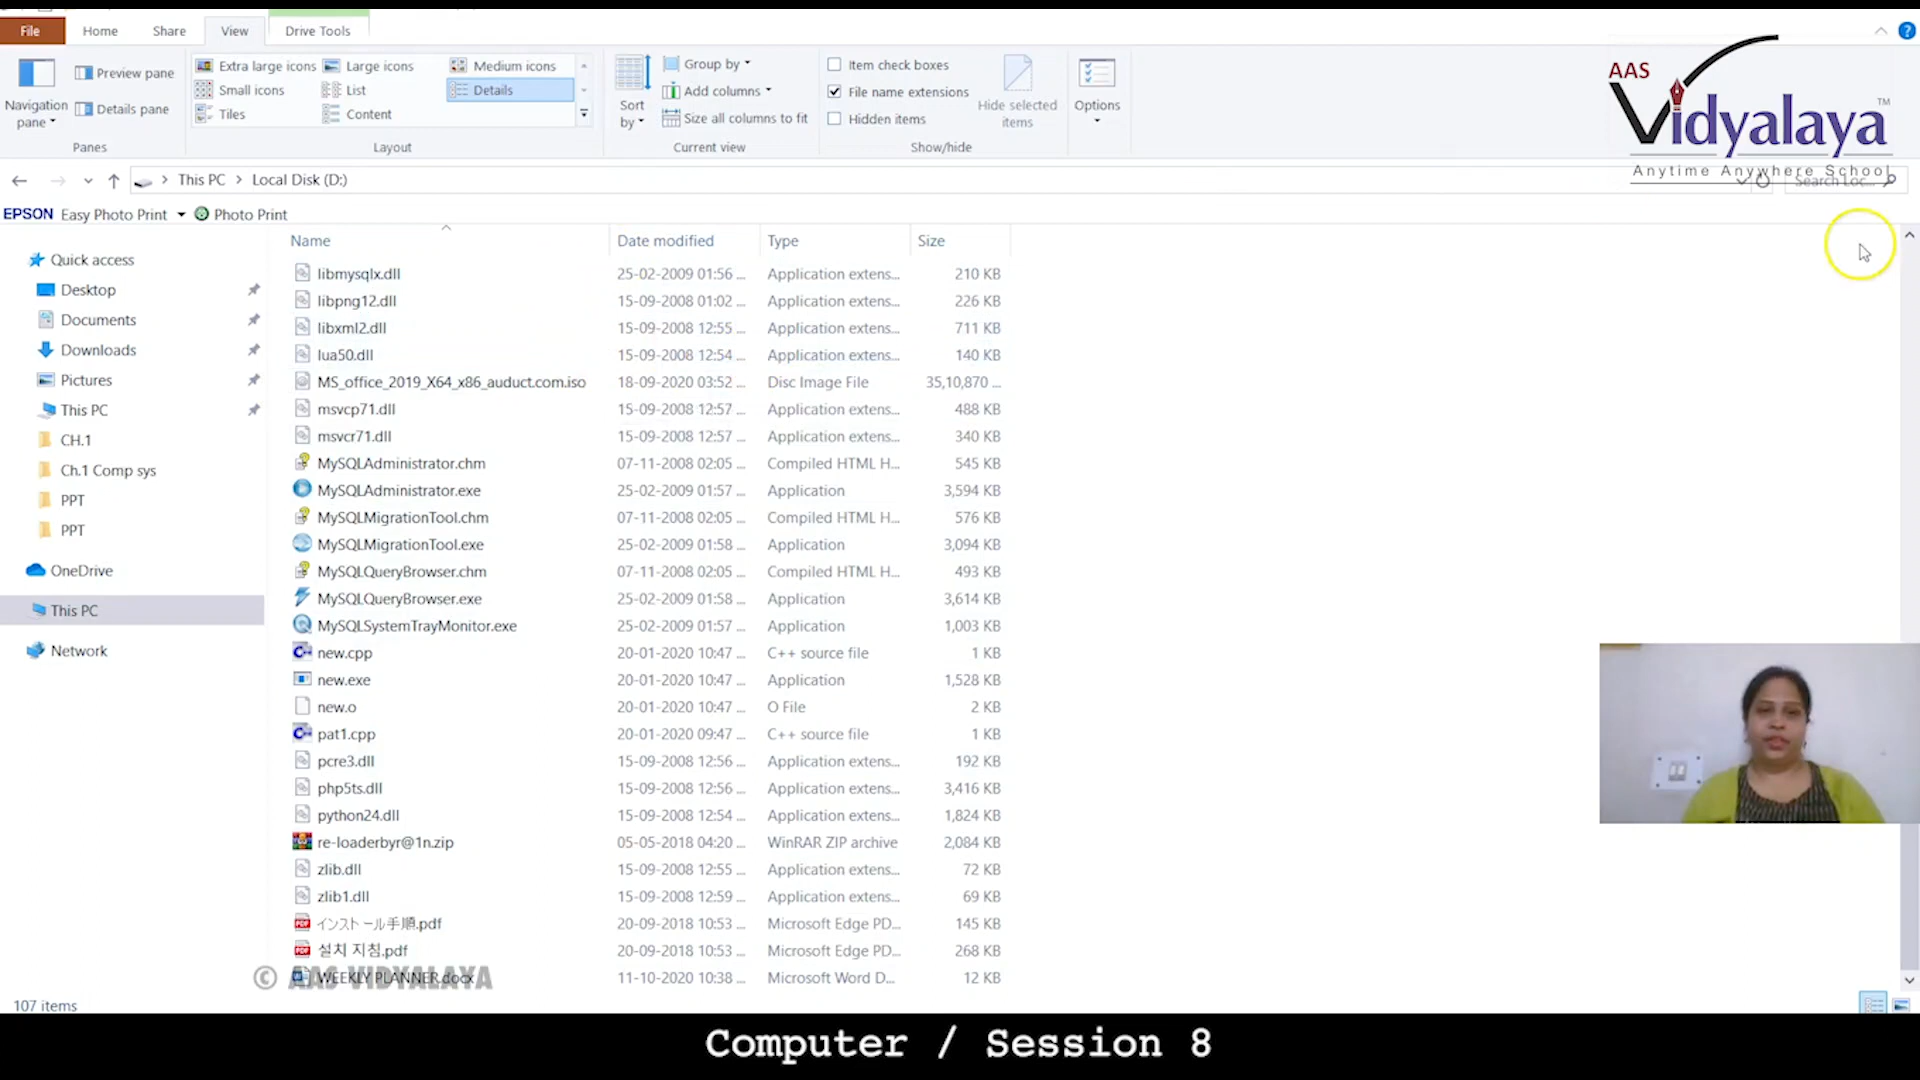 File Home Share View Drive Tools
Extra large icons Large icons Medium icons
Small icons List Details
Tiles Content
Preview pane
Details pane
Navigation
pane
Panes
Layout
Sort
by
Group by
Add columns
Size all columns to fit
Current view
Item check boxes
File name extensions
Hidden items
Hide selected
items
Show/hide
Options
AAS
Vidyalaya™
Anytime Anywhere School
This PC > Local Disk (D:)
Search Loc...
EPSON Easy Photo Print Photo Print
Quick access
Desktop
Documents
Downloads
Pictures
This PC
CH.1
Ch.1 Comp sys
PPT
PPT
OneDrive
This PC
Network
Name Date modified Type Size
libmysqlx.dll 25-02-2009 01:56 ... Application extens... 210 KB
libpng12.dll 15-09-2008 01:02 ... Application extens... 226 KB
libxml2.dll 15-09-2008 12:55 ... Application extens... 711 KB
lua50.dll 15-09-2008 12:54 ... Application extens... 140 KB
MS_office_2019_X64_x86_auduct.com.iso 18-09-2020 03:52 ... Disc Image File 35,10,870 ...
msvcp71.dll 15-09-2008 12:57 ... Application extens... 488 KB
msvcr71.dll 15-09-2008 12:57 ... Application extens... 340 KB
MySQLAdministrator.chm 07-11-2008 02:05 ... Compiled HTML H... 545 KB
MySQLAdministrator.exe 25-02-2009 01:57 ... Application 3,594 KB
MySQLMigrationTool.chm 07-11-2008 02:05 ... Compiled HTML H... 576 KB
MySQLMigrationTool.exe 25-02-2009 01:58 ... Application 3,094 KB
MySQLQueryBrowser.chm 07-11-2008 02:05 ... Compiled HTML H... 493 KB
MySQLQueryBrowser.exe 25-02-2009 01:58 ... Application 3,614 KB
MySQLSystemTrayMonitor.exe 25-02-2009 01:57 ... Application 1,003 KB
new.cpp 20-01-2020 10:47 ... C++ source file 1 KB
new.exe 20-01-2020 10:47 ... Application 1,528 KB
new.o 20-01-2020 10:47 ... O File 2 KB
pat1.cpp 20-01-2020 09:47 ... C++ source file 1 KB
pcre3.dll 15-09-2008 12:56 ... Application extens... 192 KB
php5ts.dll 15-09-2008 12:56 ... Application extens... 3,416 KB
python24.dll 15-09-2008 12:54 ... Application extens... 1,824 KB
re-loaderbyr@1n.zip 05-05-2018 04:20 ... WinRAR ZIP archive 2,084 KB
zlib.dll 15-09-2008 12:55 ... Application extens... 72 KB
zlib1.dll 15-09-2008 12:59 ... Application extens... 69 KB
インストール手順.pdf 20-09-2018 10:53 ... Microsoft Edge PD... 145 KB
설치 지침.pdf 20-09-2018 10:53 ... Microsoft Edge PD... 268 KB
WEEKLY PLANNER.docx 11-10-2020 10:38 ... Microsoft Word D... 12 KB
© AAS VIDYALAYA
107 items
Computer / Session 8